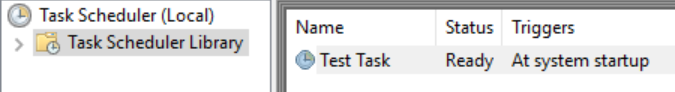 Task Scheduler (Local)
Task Scheduler Library
Name Status Triggers
Test Task Ready At system startup